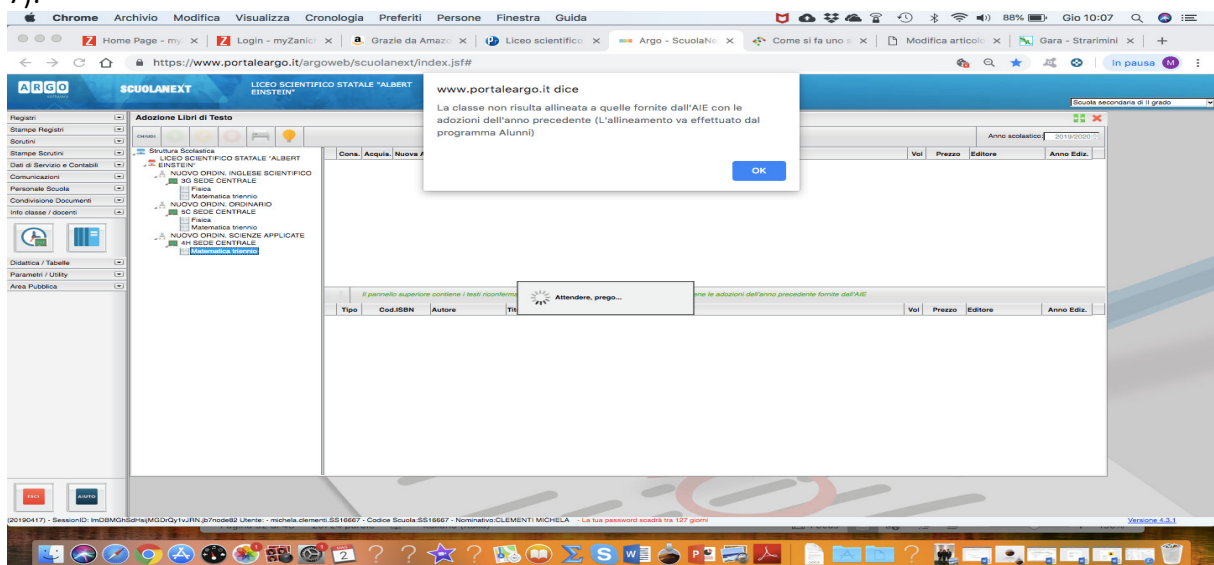 7).
Chrome Archivio Modifica Visualizza Cronologia Preferiti Persone Finestra Guida 88% Gio 10:07
Home Page - my Login - myZanic Grazie da Amazo Liceo scientifico Argo - ScuolaNe Come si fa uno s Modifica articolo Gara - Strarimini
https://www.portaleargo.it/argoweb/scuolanext/index.jsf# In pausa M
ARGO software SCUOLANEXT LICEO SCIENTIFICO STATALE "ALBERT
EINSTEIN"
Scuola secondaria di II grado
www.portaleargo.it dice
La classe non risulta allineata a quelle fornite dall'AIE con le
adozioni dell'anno precedente (L'allineamento va effettuato dal
programma Alunni)
OK
Registri
Stampe Registri
Scrutini
Stampe Scrutini
Dati di Servizio e Contabili
Comunicazioni
Personale Scuola
Condivisione Documenti
Info classe / docenti
Didattica / Tabelle
Parametri / Utility
Area Pubblica
ESCI AIUTO
Adozione Libri di Testo
Anno scolastico: 2019/2020
Struttura Scolastica
LICEO SCIENTIFICO STATALE "ALBERT
EINSTEIN"
NUOVO ORDIN. INGLESE SCIENTIFICO
3G SEDE CENTRALE
Fisica
Matematica triennio
NUOVO ORDIN. ORDINARIO
5C SEDE CENTRALE
Fisica
Matematica triennio
NUOVO ORDIN. SCIENZE APPLICATE
4H SEDE CENTRALE
Matematica triennio
Cons. Acquis. Nuova A Vol Prezzo Editore Anno Ediz.
Il pannello superiore contiene i testi riconferma ne le adozioni dell'anno precedente fornite dall'AIE
Attendere, prego...
Tipo Cod.ISBN Autore Tit Vol Prezzo Editore Anno Ediz.
Utente: - michela.clementi.SS16667 - Codice Scuola:SS16667 - Nominativo:CLEMENTI MICHELA - La tua password scadrà tra 127 giorni
Versione 4.3.1